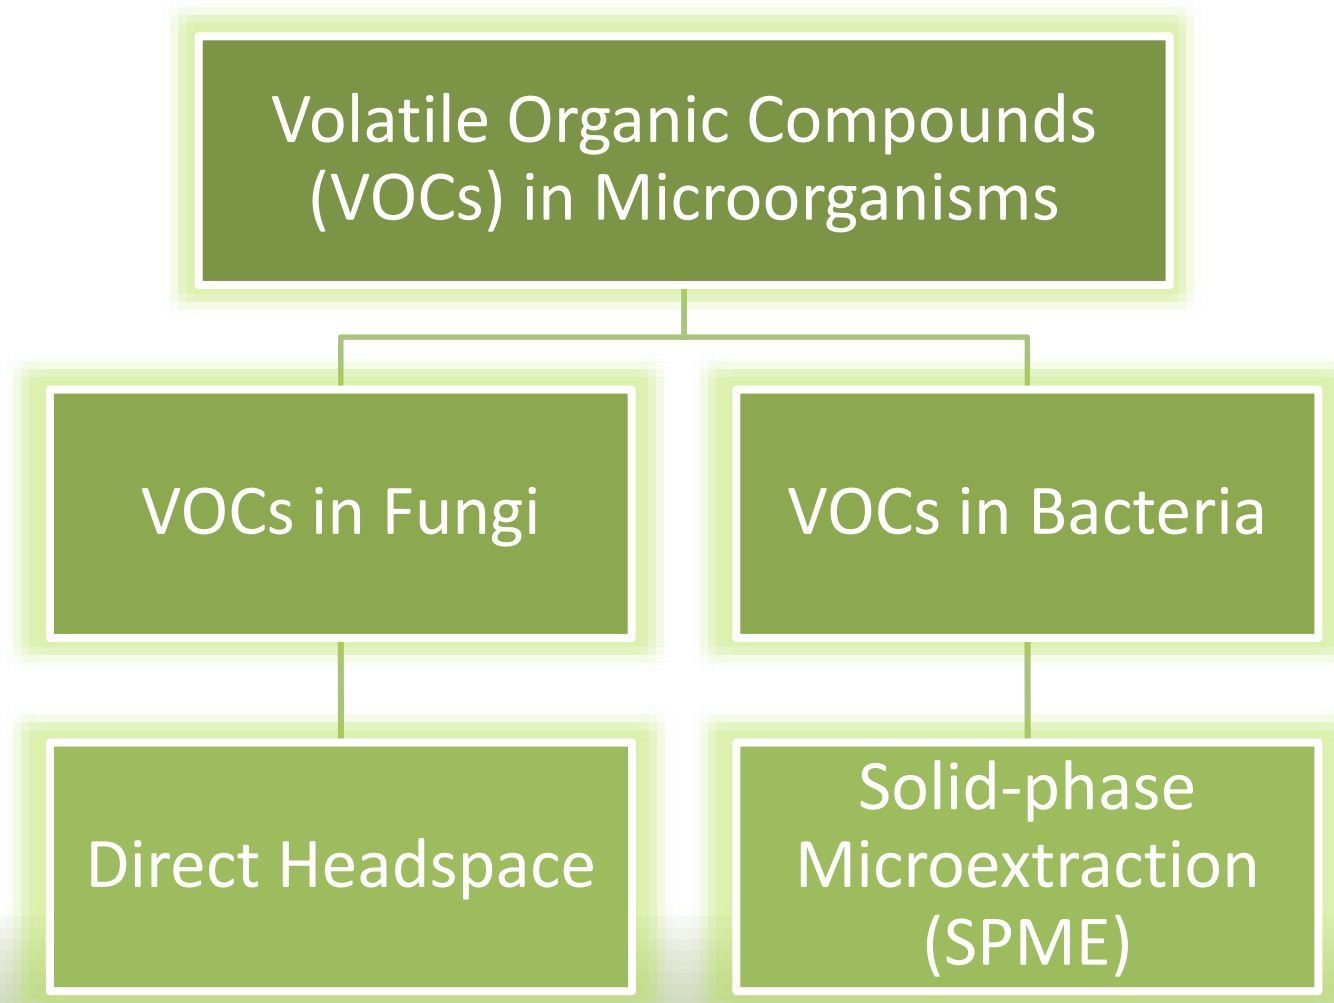 Volatile Organic Compounds
(VOCs) in Microorganisms
VOCs in Fungi
VOCs in Bacteria
Direct Headspace
Solid-phase
Microextraction
(SPME)